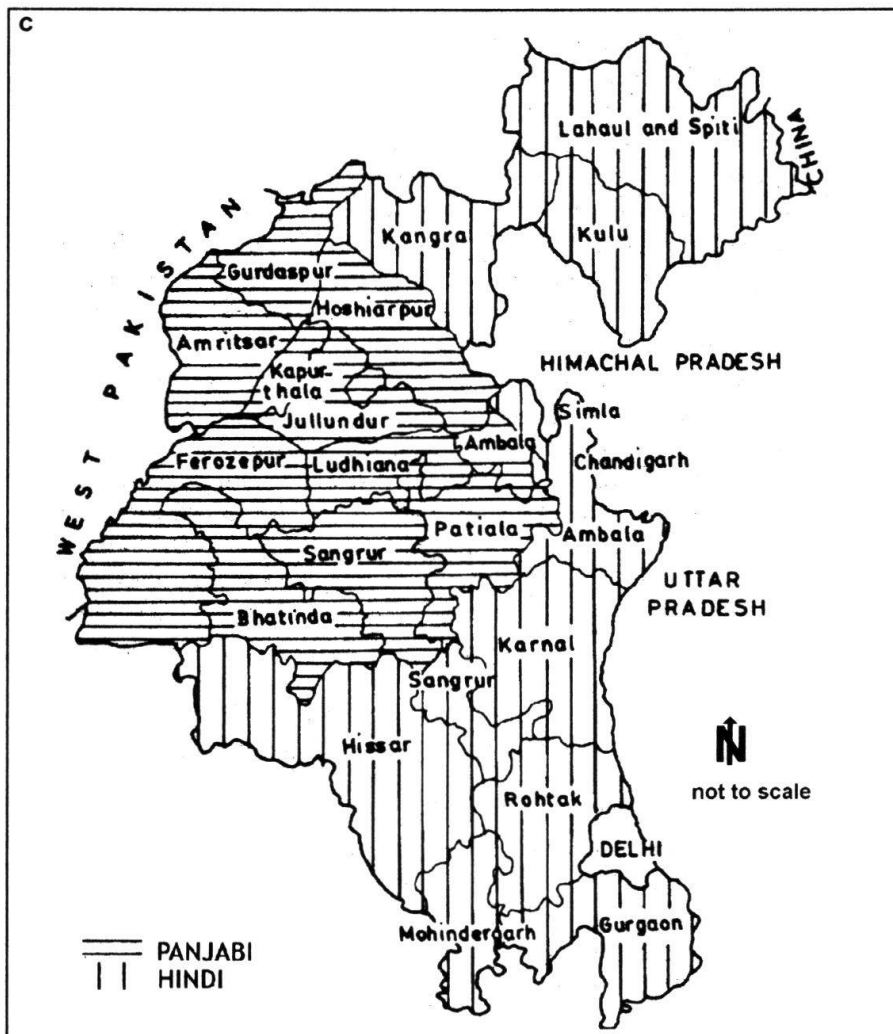 C
Lahaul and Spiti
CHINA
Kangra
Kulu
WEST PAKISTAN
Gurdaspur
Hoshiarpur
Amritsar
HIMACHAL PRADESH
Kapur-
thala
Simla
Jullundur
Ambala
Chandigarh
Ferozepur
Ludhiana
Patiala
Ambala
Sangrur
UTTAR
PRADESH
Bhatinda
Karnal
Sangrur
Hissar
N
not to scale
Rohtak
DELHI
Mohindergarh
Gurgaon
PANJABI
HINDI